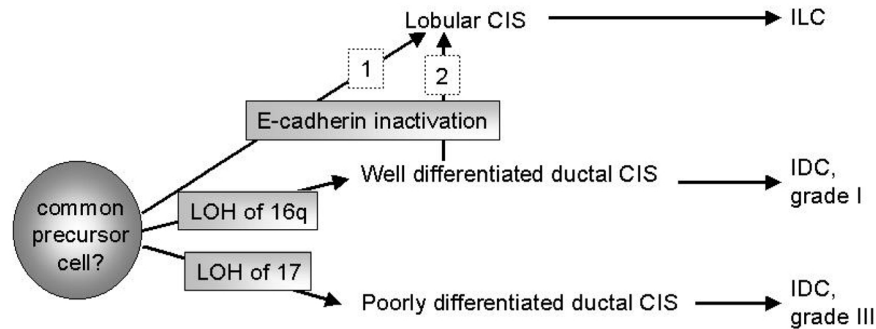 Lobular CIS
ILC
1
2
E-cadherin inactivation
Well differentiated ductal CIS
IDC,
grade I
common
precursor
cell?
LOH of 16q
LOH of 17
Poorly differentiated ductal CIS
IDC,
grade III